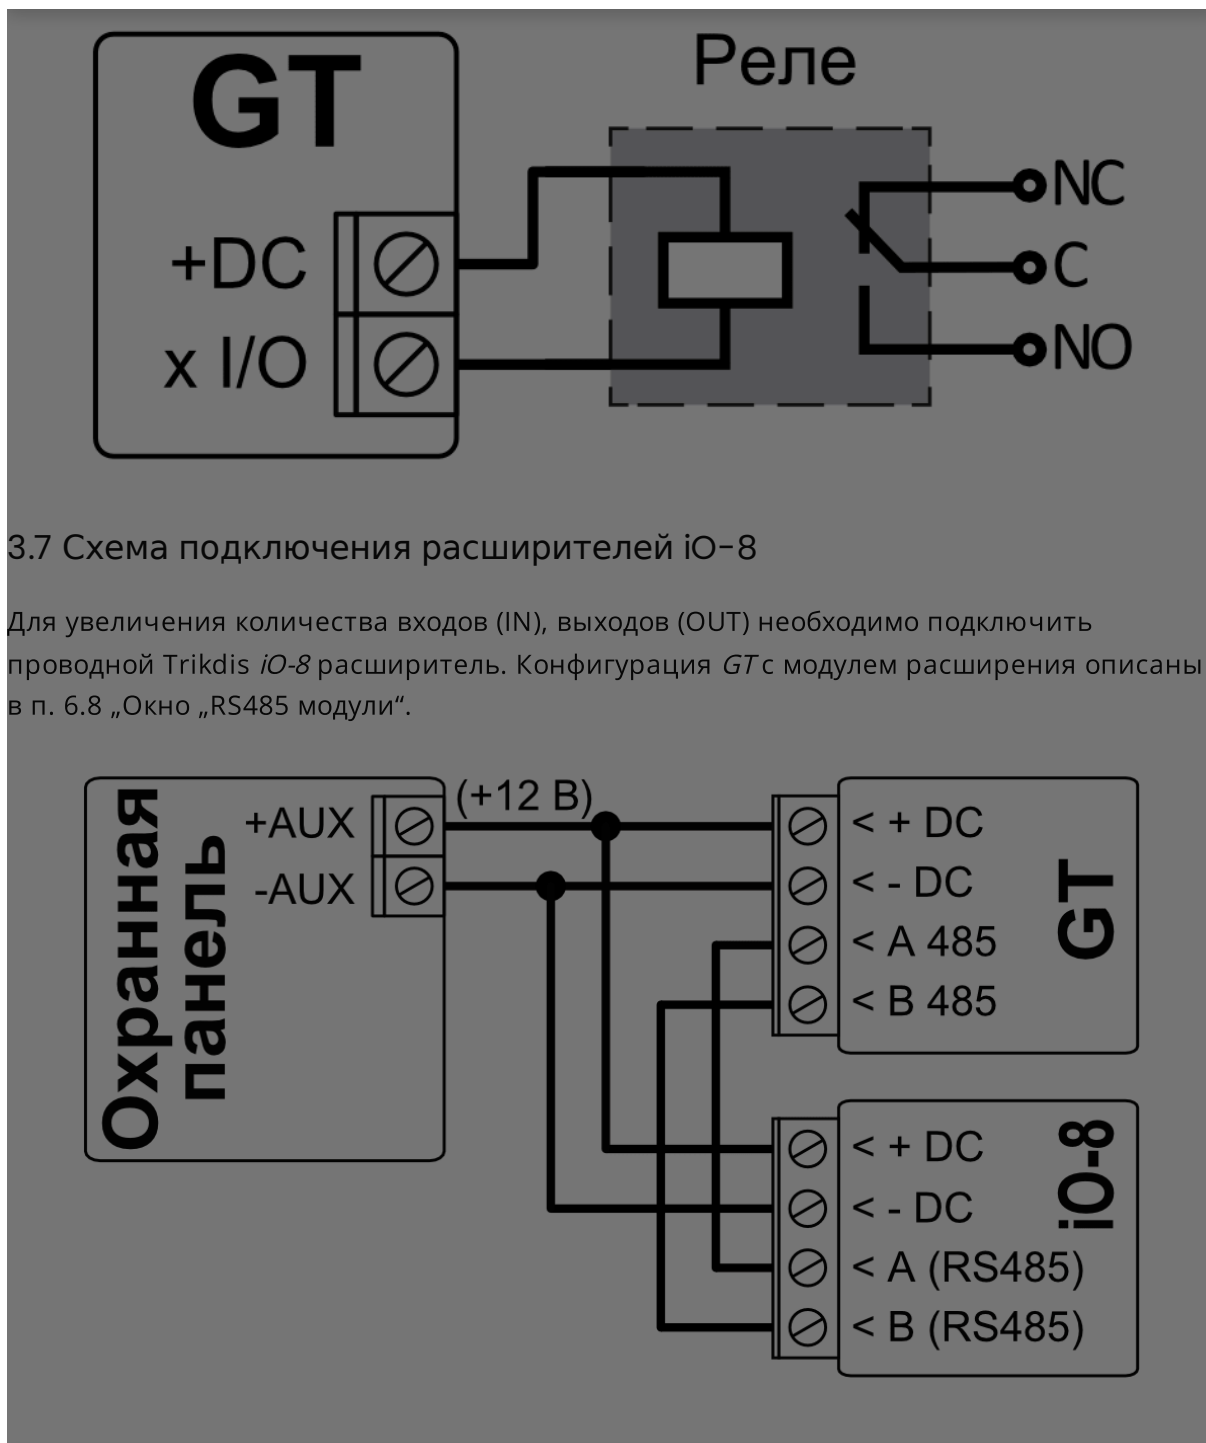 GT
Реле
+DC
x I/O
NC
C
NO
3.7 Схема подключения расширителей iO-8
Для увеличения количества входов (IN), выходов (OUT) необходимо подключить
проводной Trikdis iO-8 расширитель. Конфигурация GT с модулем расширения описаны
в п. 6.8 „Окно „RS485 модули“.
Охранная
панель
+AUX
-AUX
(+12 В)
< + DC
< - DC
< A 485
< B 485
GT
< + DC
< - DC
< A (RS485)
< B (RS485)
iO-8